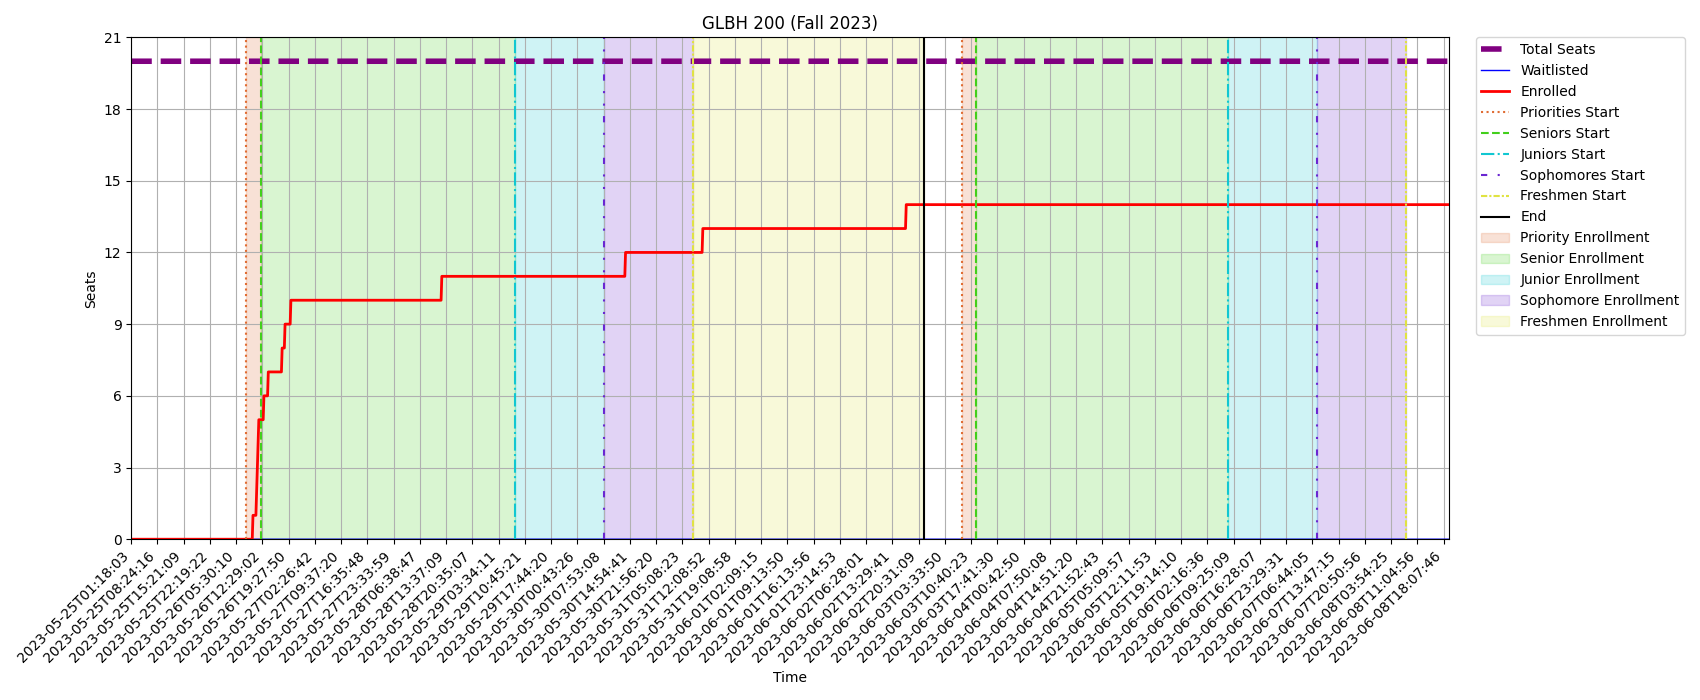 GLBH 200 (Fall 2023)
21
18
15
12
9
6
3
0
Seats
2023-05-25T01:18:03
2023-05-25T08:24:16
2023-05-25T15:21:09
2023-05-25T22:19:22
2023-05-26T05:30:16
2023-05-26T12:29:02
2023-05-26T19:27:50
2023-05-27T02:26:42
2023-05-27T09:37:20
2023-05-27T16:35:48
2023-05-27T23:33:59
2023-05-28T06:38:47
2023-05-28T13:37:09
2023-05-28T20:35:07
2023-05-29T03:34:11
2023-05-29T10:45:21
2023-05-29T17:44:20
2023-05-30T00:43:26
2023-05-30T07:53:08
2023-05-30T14:54:41
2023-05-30T21:56:20
2023-05-31T05:08:23
2023-05-31T12:08:52
2023-05-31T19:08:58
2023-06-01T02:09:15
2023-06-01T09:13:50
2023-06-01T16:13:56
2023-06-01T23:14:53
2023-06-02T06:28:01
2023-06-02T13:29:41
2023-06-02T20:31:09
2023-06-03T03:33:50
2023-06-03T10:40:23
2023-06-03T17:41:30
2023-06-04T00:42:50
2023-06-04T07:50:08
2023-06-04T14:51:20
2023-06-04T21:52:43
2023-06-05T05:09:57
2023-06-05T12:11:53
2023-06-05T19:14:10
2023-06-06T02:16:36
2023-06-06T09:25:09
2023-06-06T16:28:07
2023-06-06T23:29:31
2023-06-07T06:44:05
2023-06-07T13:47:15
2023-06-07T20:50:56
2023-06-08T03:54:25
2023-06-08T11:04:56
2023-06-08T18:07:46
Time
Total Seats
Waitlisted
Enrolled
Priorities Start
Seniors Start
Juniors Start
Sophomores Start
Freshmen Start
End
Priority Enrollment
Senior Enrollment
Junior Enrollment
Sophomore Enrollment
Freshmen Enrollment